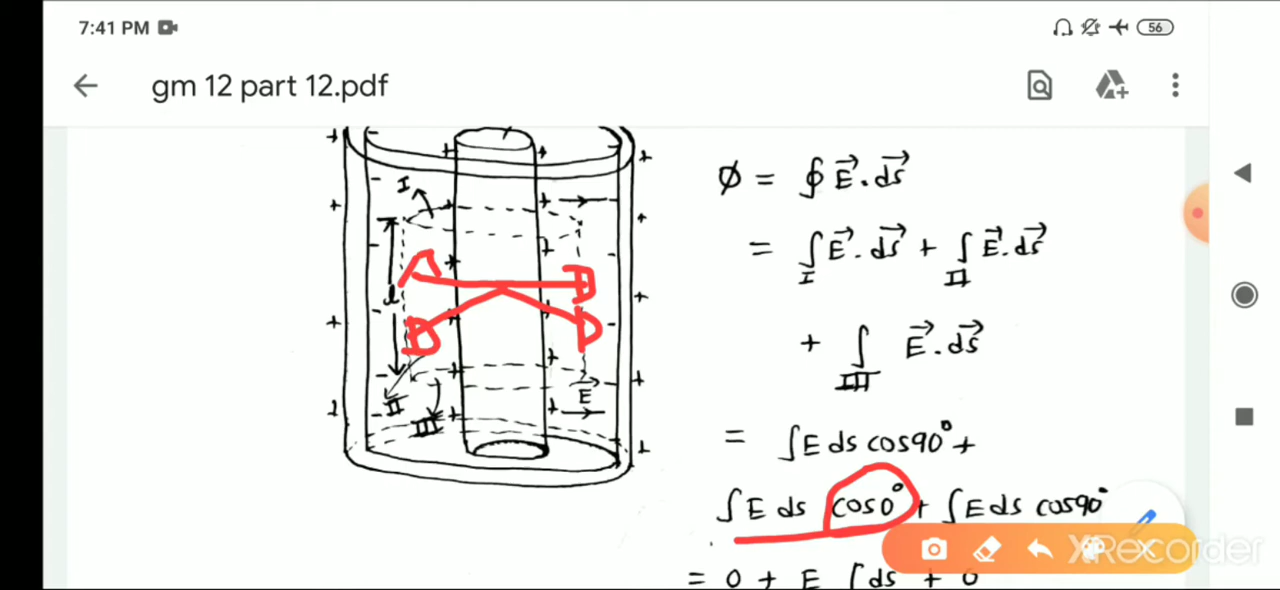 7:41 PM 56
gm 12 part 12.pdf
I
l
II
III
E
∅ = ∮ E⃗.ds⃗
= ∫ E⃗.ds⃗ + ∫ E⃗.ds⃗
I II
+ ∫ E⃗.ds⃗
III
= ∫E ds cos90° +
∫E ds cos0° + ∫E ds cos90°
XRecorder
= 0 + E ∫ds + 0